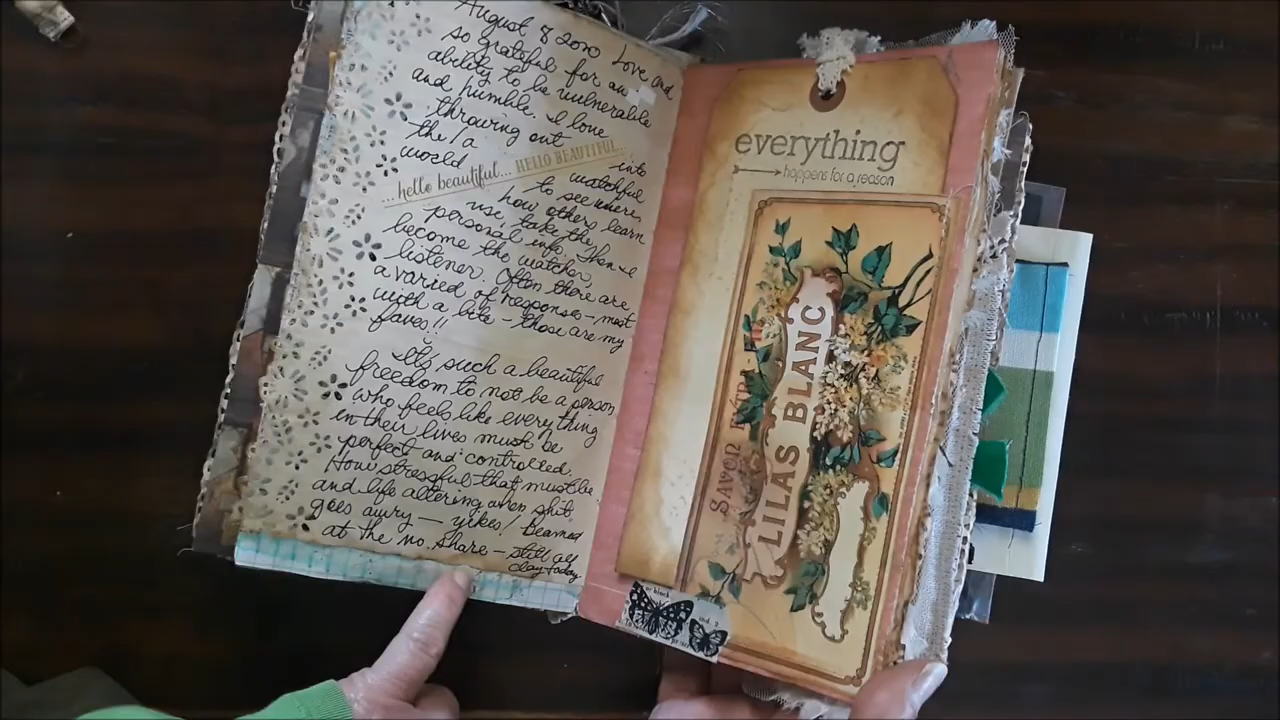 August 8 2020 Love and
so grateful for an
ability to be vulnerable
and humble. I love
throwing out
the/a
world into
...hello beautiful... HELLO BEAUTIFUL...
watchful
to see where,
how others learn
use, take the
personal info. Then I
become the watcher,
listener. Often there are
a varied of responses - most
with a bite - those are my
faves!!
It's such a beautiful
freedom to not be a person
who feels like everything
in their lives must be
perfect and controlled.
How stressful that must be,
and life altering when shit
goes awry - yikes! Beamed
at the no. share - still all
day today
everything
happens for a reason
SAVON EXTRA
LILAS BLANC
or black